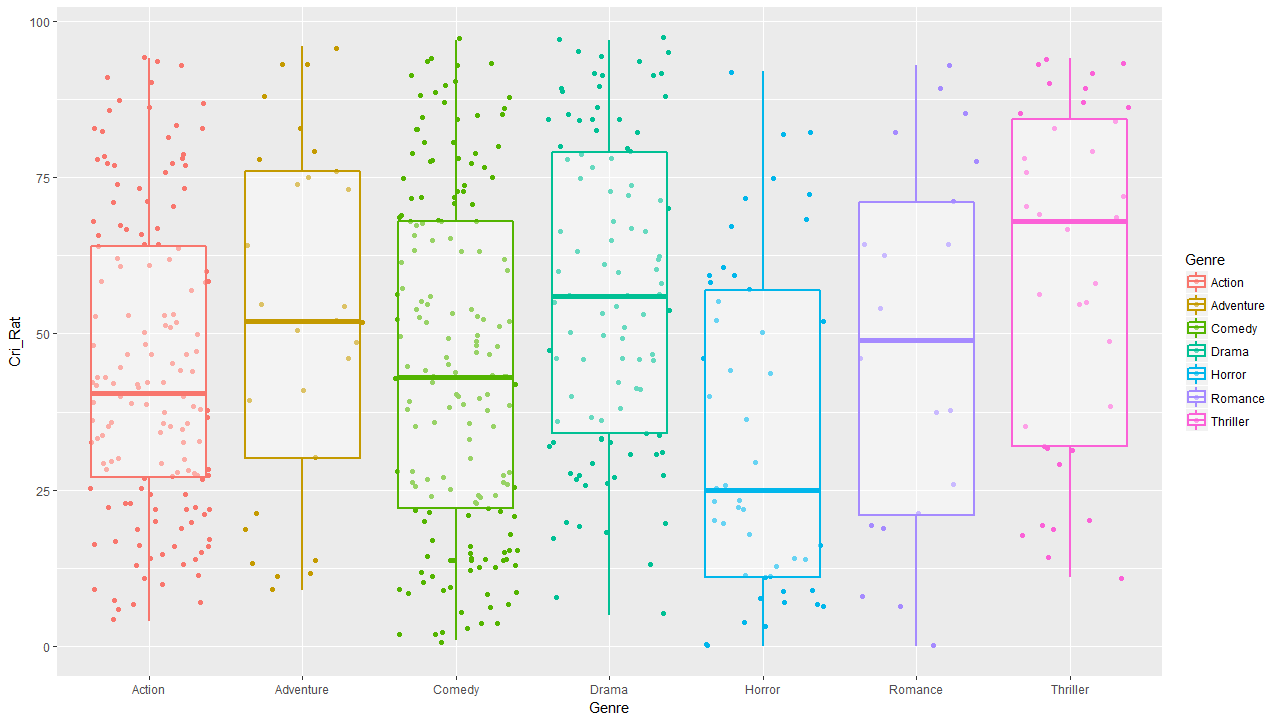 100
75
50
25
0
Cri_Rat
Action Adventure Comedy Drama Horror Romance Thriller
Genre
Genre
Action
Adventure
Comedy
Drama
Horror
Romance
Thriller